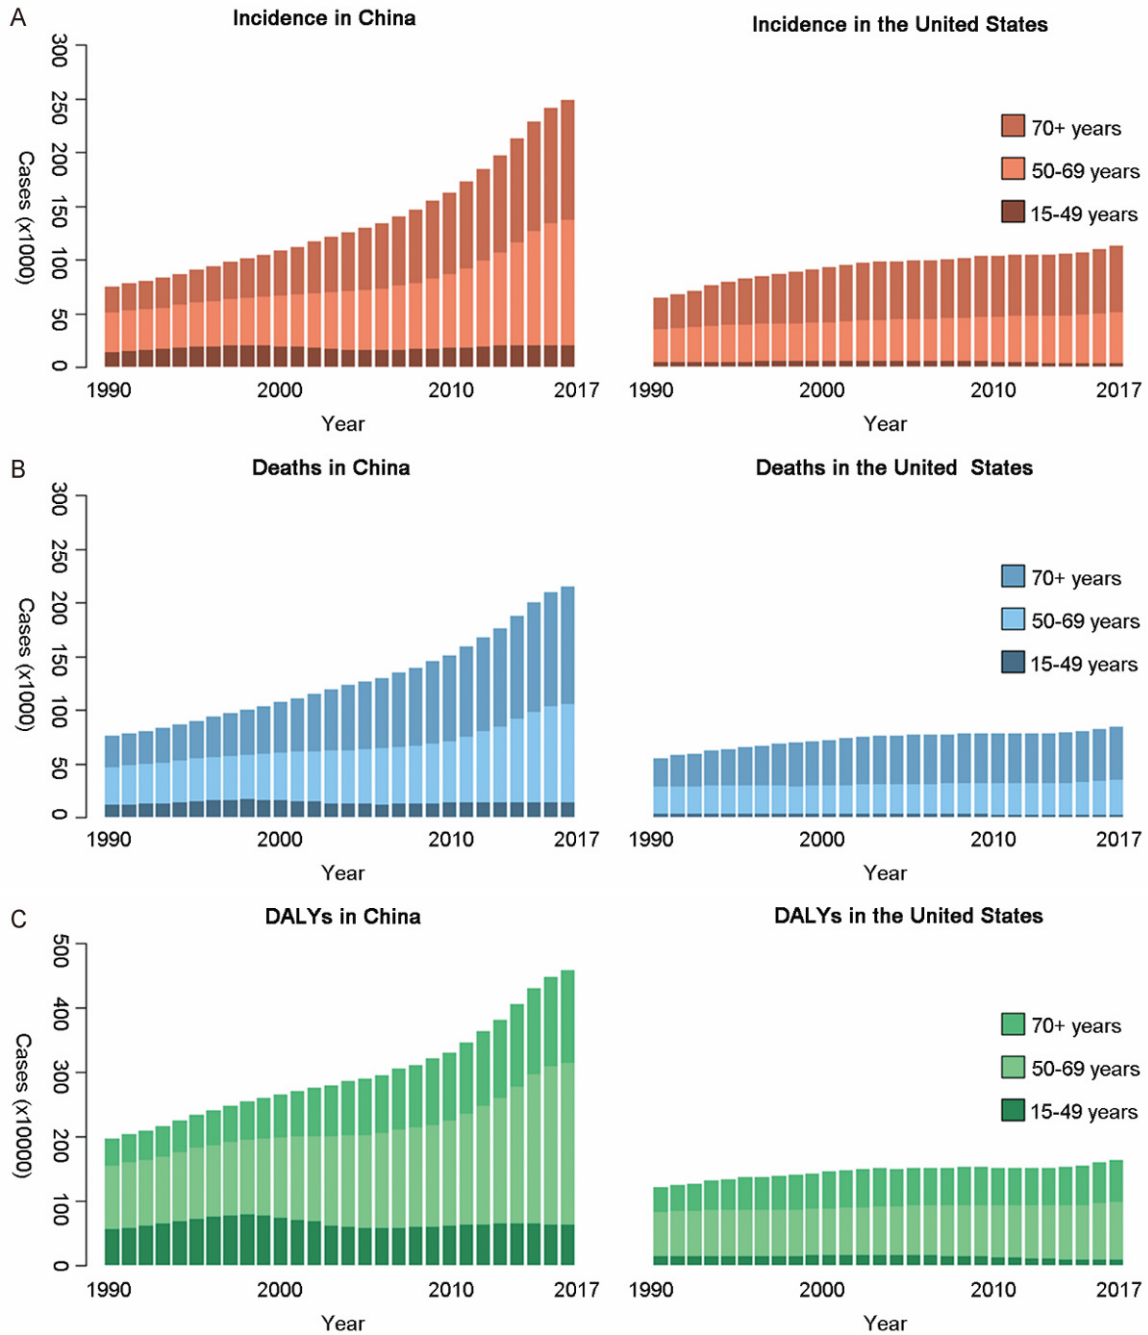 A
Incidence in China
Incidence in the United States
300
250
200
150
100
50
0
Cases (x1000)
70+ years
50-69 years
15-49 years
1990 2000 2010 2017
1990 2000 2010 2017
Year
Year
B
Deaths in China
Deaths in the United States
300
250
200
150
100
50
0
Cases (x1000)
70+ years
50-69 years
15-49 years
1990 2000 2010 2017
1990 2000 2010 2017
Year
Year
C
DALYs in China
DALYs in the United States
500
400
300
200
100
0
Cases (x10000)
70+ years
50-69 years
15-49 years
1990 2000 2010 2017
1990 2000 2010 2017
Year
Year